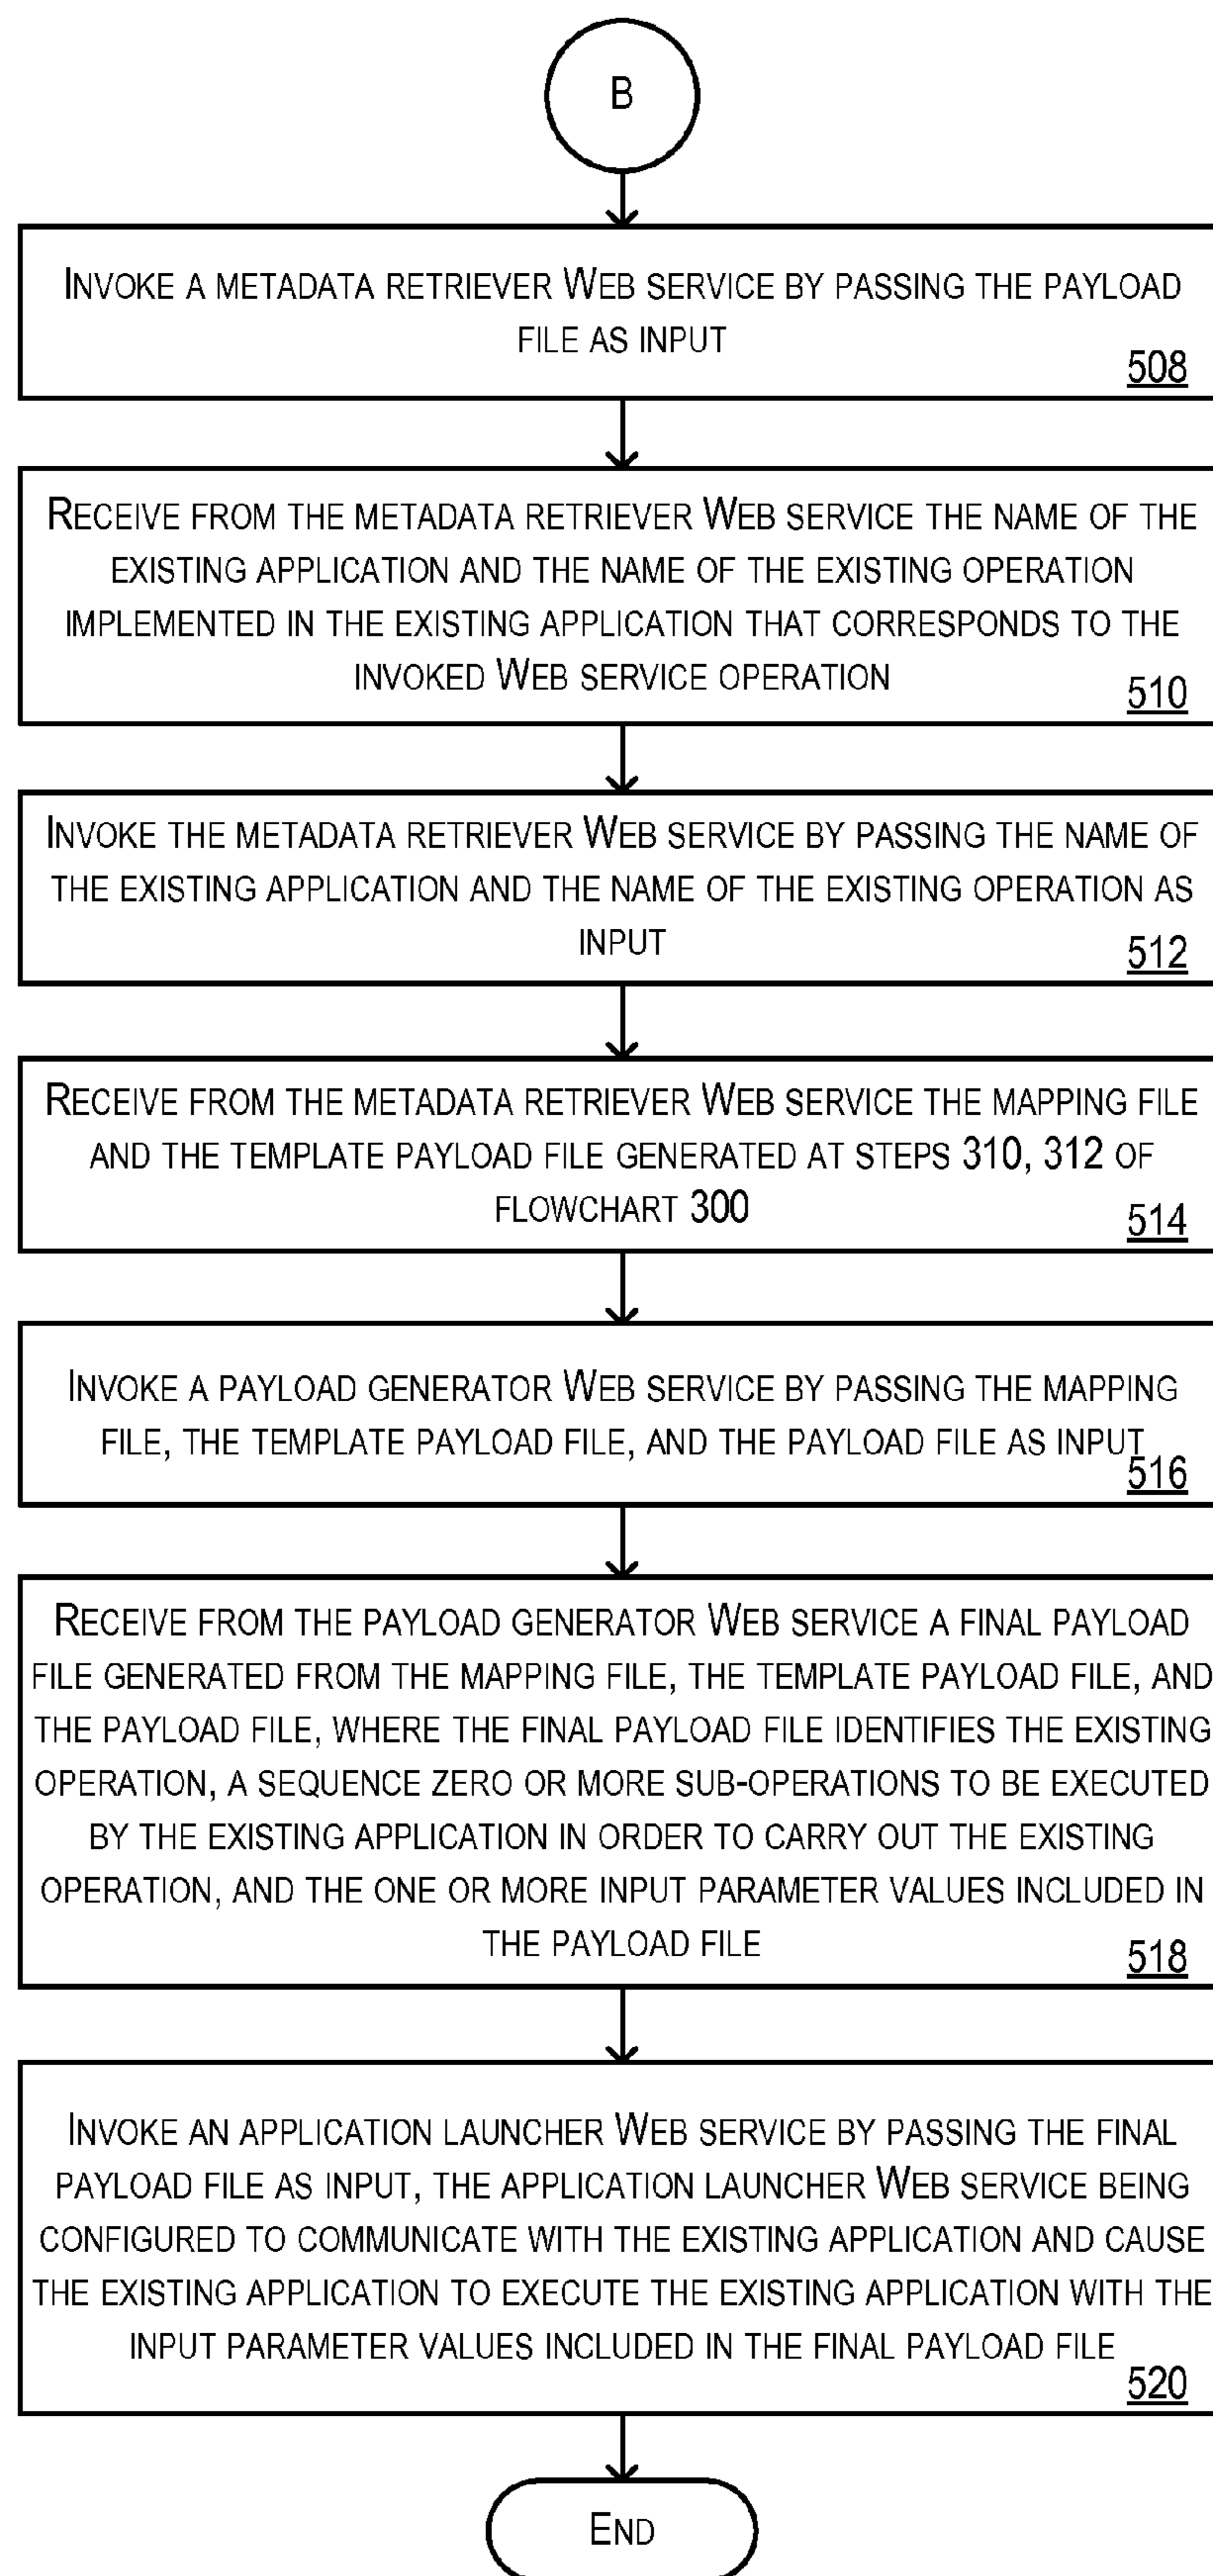 B
INVOKE A METADATA RETRIEVER WEB SERVICE BY PASSING THE PAYLOAD
FILE AS INPUT
508
RECEIVE FROM THE METADATA RETRIEVER WEB SERVICE THE NAME OF THE
EXISTING APPLICATION AND THE NAME OF THE EXISTING OPERATION
IMPLEMENTED IN THE EXISTING APPLICATION THAT CORRESPONDS TO THE
INVOKED WEB SERVICE OPERATION
510
INVOKE THE METADATA RETRIEVER WEB SERVICE BY PASSING THE NAME OF
THE EXISTING APPLICATION AND THE NAME OF THE EXISTING OPERATION AS
INPUT
512
RECEIVE FROM THE METADATA RETRIEVER WEB SERVICE THE MAPPING FILE
AND THE TEMPLATE PAYLOAD FILE GENERATED AT STEPS 310, 312 OF
FLOWCHART 300
514
INVOKE A PAYLOAD GENERATOR WEB SERVICE BY PASSING THE MAPPING
FILE, THE TEMPLATE PAYLOAD FILE, AND THE PAYLOAD FILE AS INPUT
516
RECEIVE FROM THE PAYLOAD GENERATOR WEB SERVICE A FINAL PAYLOAD
FILE GENERATED FROM THE MAPPING FILE, THE TEMPLATE PAYLOAD FILE, AND
THE PAYLOAD FILE, WHERE THE FINAL PAYLOAD FILE IDENTIFIES THE EXISTING
OPERATION, A SEQUENCE ZERO OR MORE SUB-OPERATIONS TO BE EXECUTED
BY THE EXISTING APPLICATION IN ORDER TO CARRY OUT THE EXISTING
OPERATION, AND THE ONE OR MORE INPUT PARAMETER VALUES INCLUDED IN
THE PAYLOAD FILE
518
INVOKE AN APPLICATION LAUNCHER WEB SERVICE BY PASSING THE FINAL
PAYLOAD FILE AS INPUT, THE APPLICATION LAUNCHER WEB SERVICE BEING
CONFIGURED TO COMMUNICATE WITH THE EXISTING APPLICATION AND CAUSE
THE EXISTING APPLICATION TO EXECUTE THE EXISTING APPLICATION WITH THE
INPUT PARAMETER VALUES INCLUDED IN THE FINAL PAYLOAD FILE
520
END